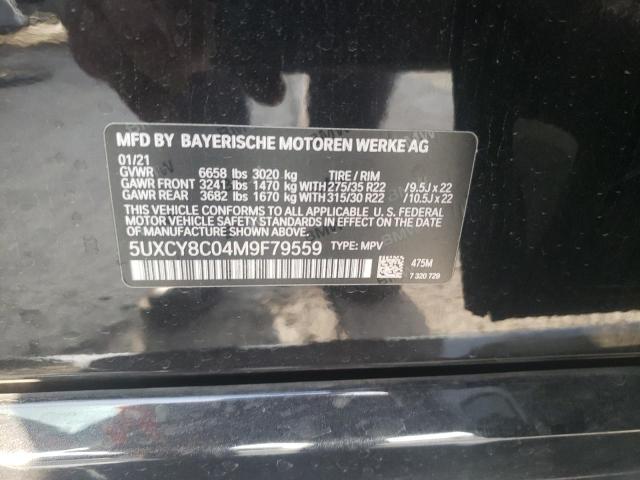 MFD BY BAYERISCHE MOTOREN WERKE AG
01/21
GVWR 6658 lbs 3020 kg TIRE / RIM
GAWR FRONT 3241 lbs 1470 kg WITH 275/35 R22 /9.5J x 22
GAWR REAR 3682 lbs 1670 kg WITH 315/30 R22 /10.5J x 22
THIS VEHICLE CONFORMS TO ALL APPLICABLE U. S. FEDERAL
MOTOR VEHICLE SAFETY STANDARDS IN EFFECT ON THE DATE
OF MANUFACTURE SHOWN ABOVE.
5UXCY8C04M9F79559 TYPE: MPV
475M
7 320 729